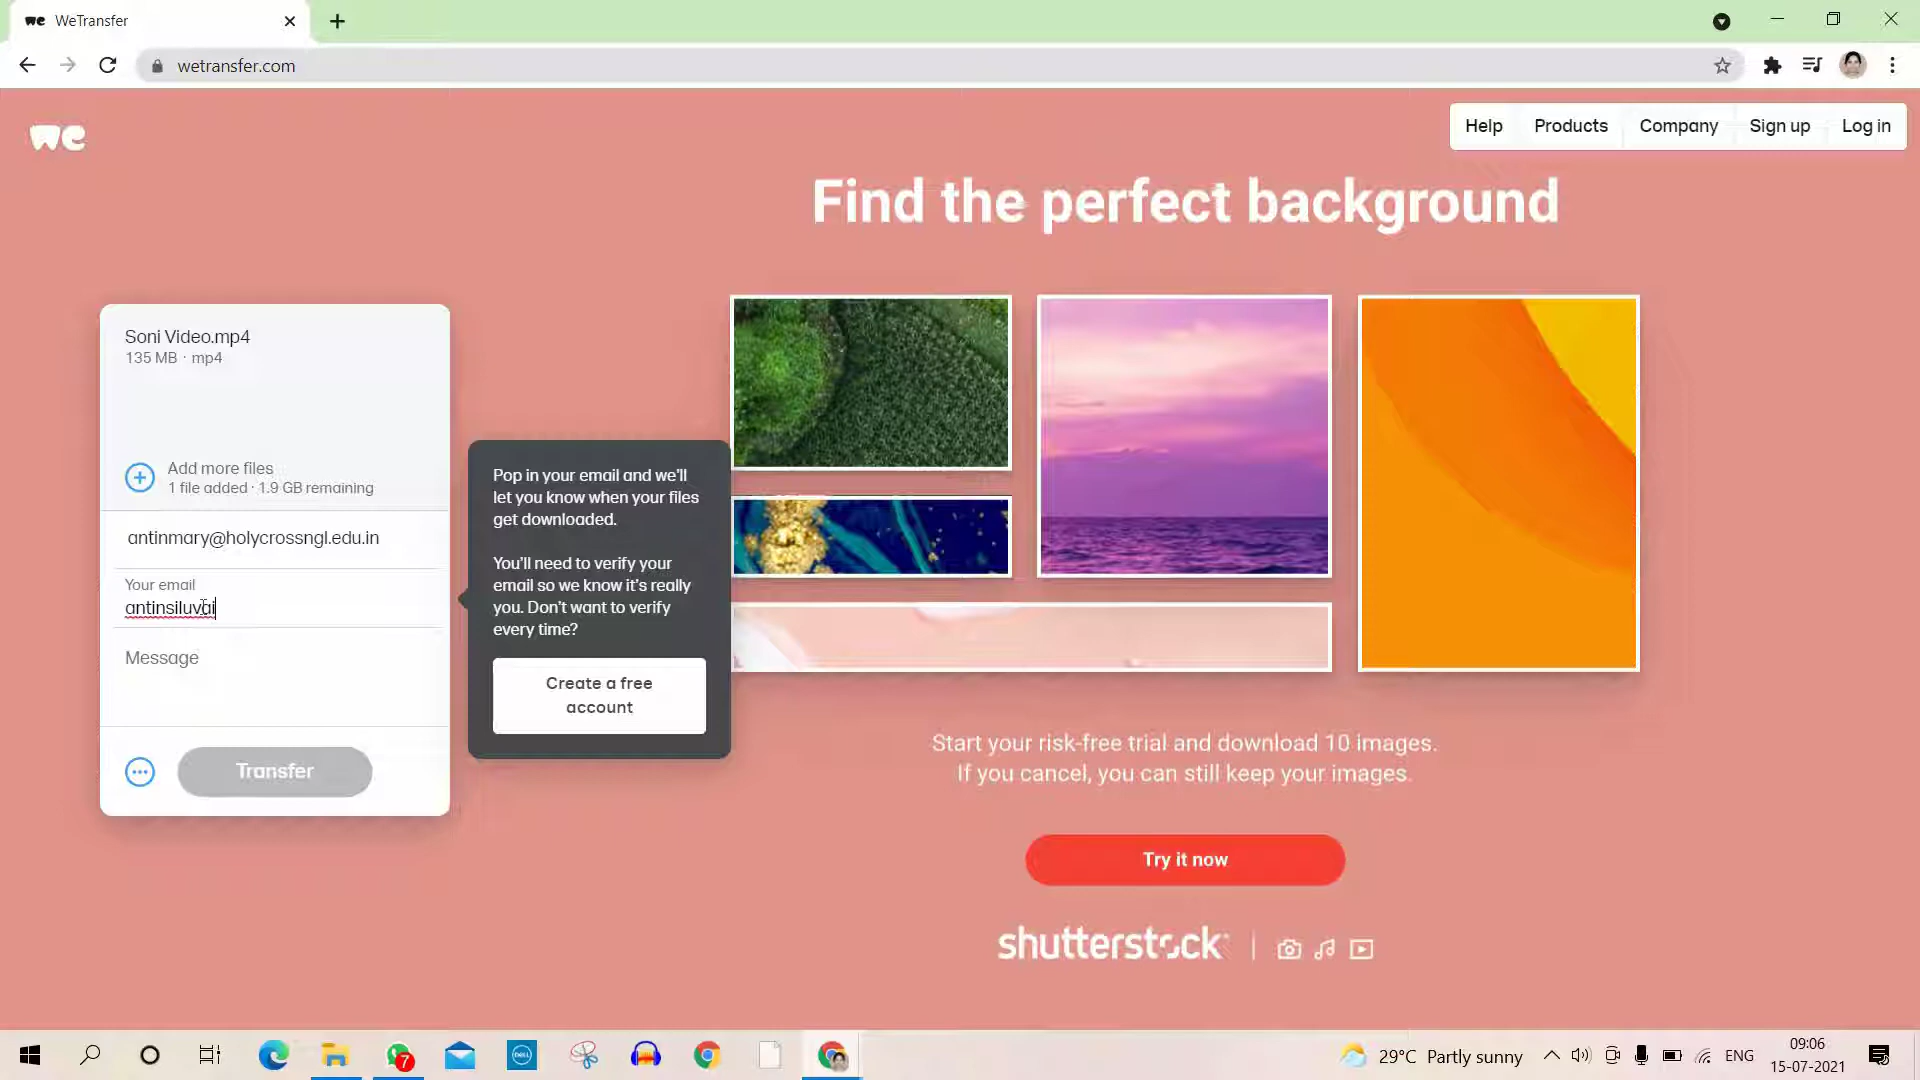 WeTransfer
wetransfer.com
we
Help Products Company Sign up Log in
Find the perfect background
Soni Video.mp4
135 MB · mp4
Add more files
1 file added · 1.9 GB remaining
antinmary@holycrossngl.edu.in
Your email
antinsiluvai
Message
Transfer
Pop in your email and we'll
let you know when your files
get downloaded.
You'll need to verify your
email so we know it's really
you. Don't want to verify
every time?
Create a free
account
Start your risk-free trial and download 10 images.
If you cancel, you can still keep your images.
Try it now
shutterstock
7
DELL
29°C Partly sunny
ENG
09:06
15-07-2021